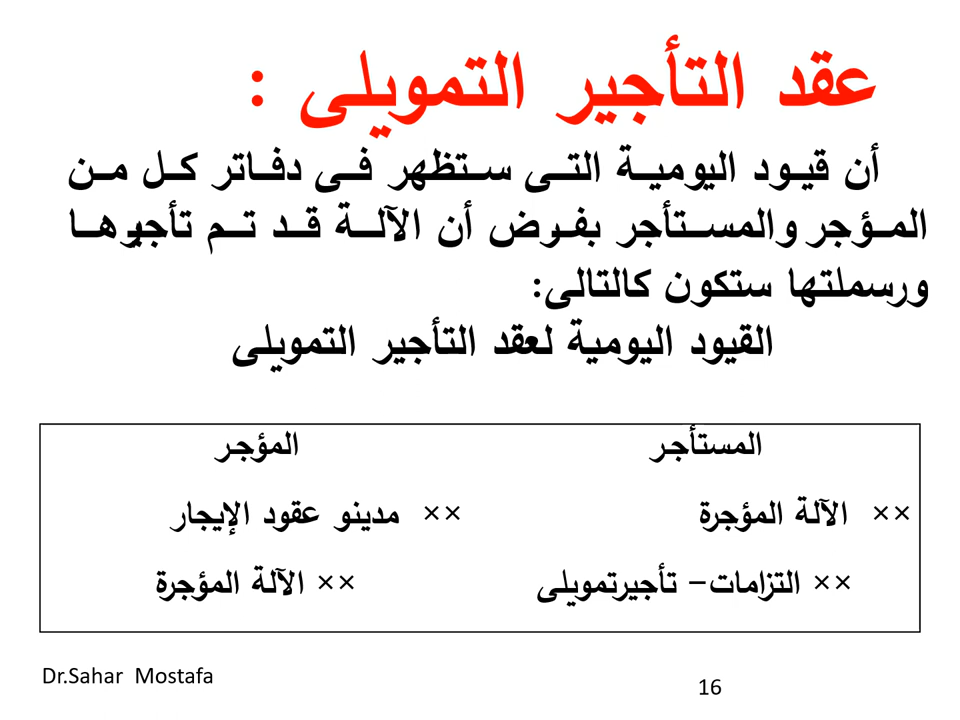 عقد التأجير التمويلى :
أن قيود اليومية التى ستظهر فى دفاتر كل من
المؤجر والمستأجر بفرض أن الآلة قد تم تأجيرها
ورسملتها ستكون كالتالى:
القيود اليومية لعقد التأجير التمويلى
المستأجر المؤجر
×× الآلة المؤجرة ×× مدينو عقود الإيجار
×× التزامات- تأجيرتمويلى ×× الآلة المؤجرة
Dr.Sahar Mostafa
16